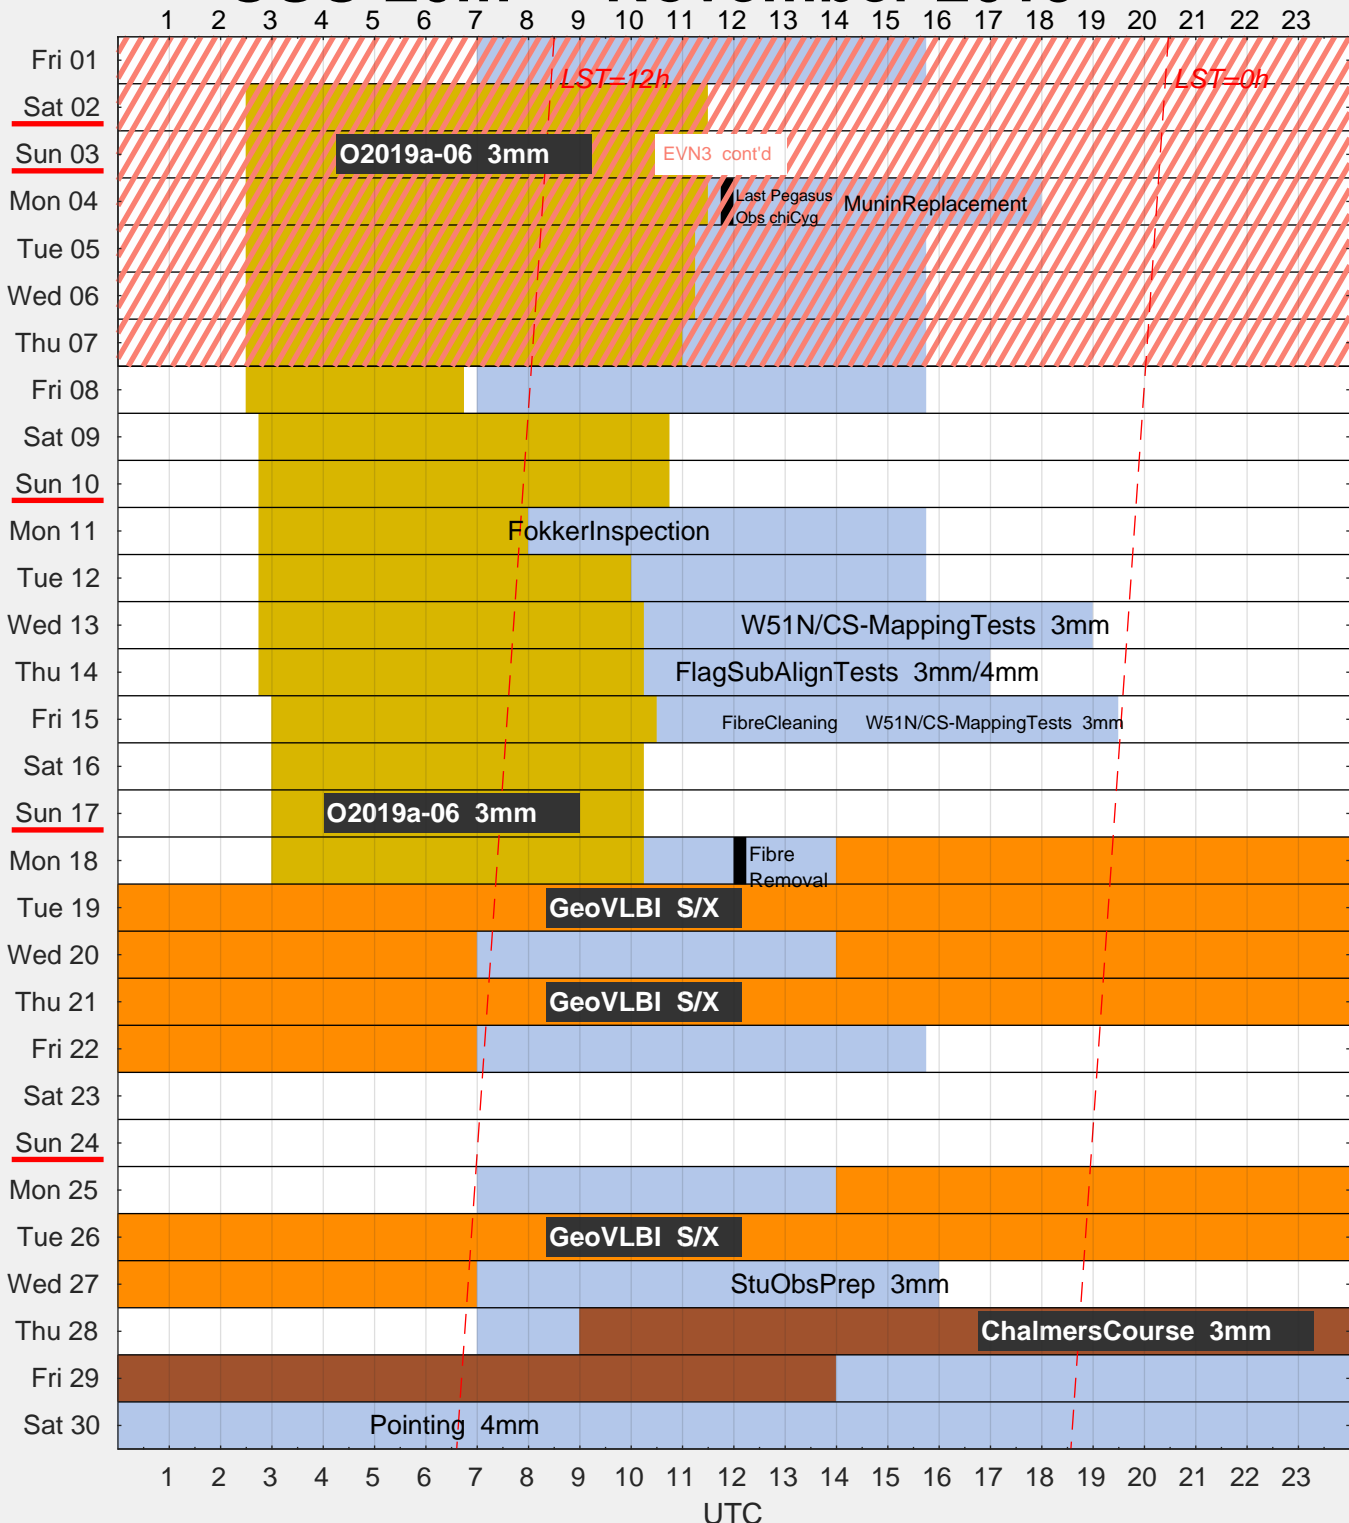 1 2 3 4 5 6 7 8 9 10 11 12 13 14 15 16 17 18 19 20 21 22 23
Fri 01
LST=12h LST=0h
Sat 02
Sun 03 O2019a-06 3mm EVN3 cont'd
Mon 04 Last Pegasus
Obs chiCyg MuninReplacement
Tue 05
Wed 06
Thu 07
Fri 08
Sat 09
Sun 10
Mon 11 FokkerInspection
Tue 12
Wed 13 W51N/CS-MappingTests 3mm
Thu 14 FlagSubAlignTests 3mm/4mm
Fri 15 FibreCleaning W51N/CS-MappingTests 3mm
Sat 16
Sun 17 O2019a-06 3mm
Mon 18 Fibre
Removal
Tue 19 GeoVLBI S/X
Wed 20
Thu 21 GeoVLBI S/X
Fri 22
Sat 23
Sun 24
Mon 25
Tue 26 GeoVLBI S/X
Wed 27 StuObsPrep 3mm
Thu 28 ChalmersCourse 3mm
Fri 29
Sat 30 Pointing 4mm
1 2 3 4 5 6 7 8 9 10 11 12 13 14 15 16 17 18 19 20 21 22 23
UTC